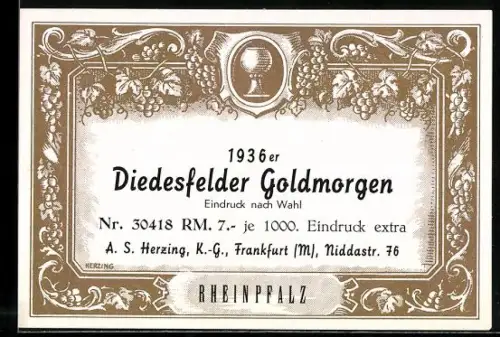 1936er
Diedesfelder Goldmorgen
Eindruck nach Wahl
Nr. 30418 RM. 7.- je 1000. Eindruck extra
A. S. Herzing, K.-G., Frankfurt (M), Niddastr. 76
HERZING
RHEINPFALZ